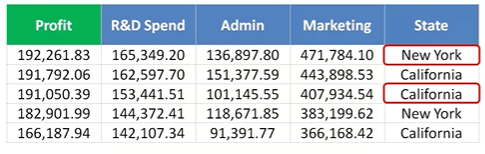 Profit R&D Spend Admin Marketing State
192,261.83 165,349.20 136,897.80 471,784.10 New York
191,792.06 162,597.70 151,377.59 443,898.53 California
191,050.39 153,441.51 101,145.55 407,934.54 California
182,901.99 144,372.41 118,671.85 383,199.62 New York
166,187.94 142,107.34 91,391.77 366,168.42 California